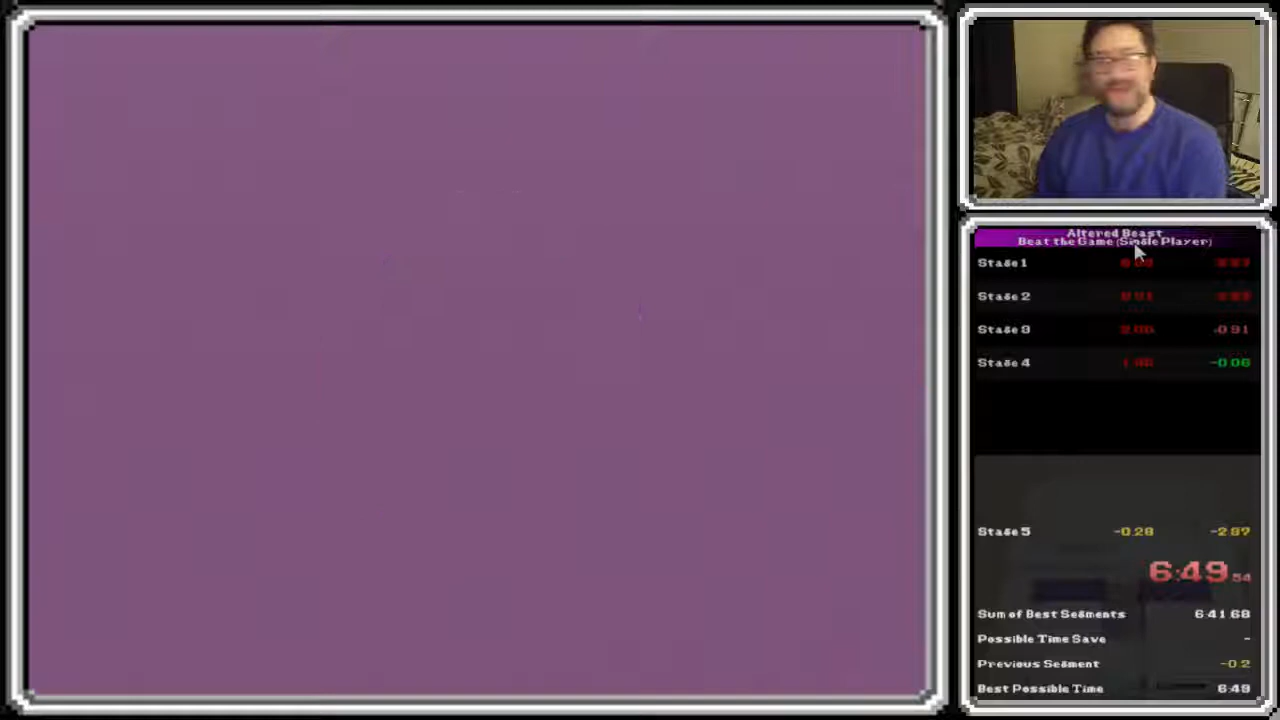 Altered Beast
Beat the Game (Single Player)
Stage 1
Stage 2
Stage 3 -0.91
Stage 4 -0.06
Stage 5 -0.28 -2.87
6:49.54
Sum of Best Segments 6:41.68
Possible Time Save -
Previous Segment -0.2
Best Possible Time 6:49